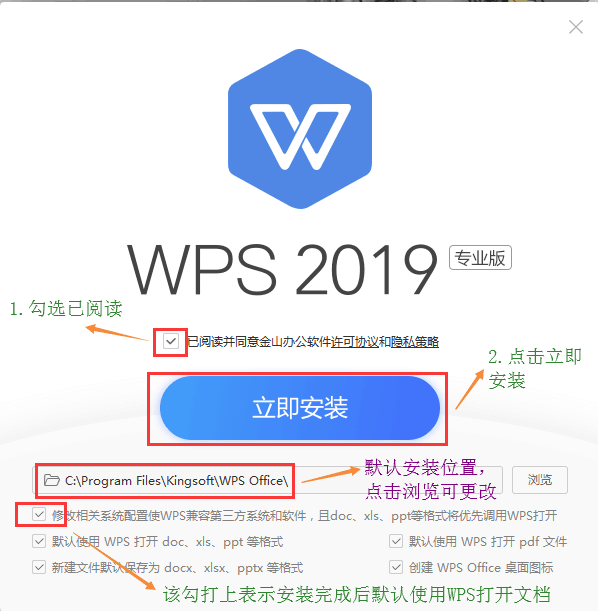 WPS 2019 专业版
1.勾选已阅读
已阅读并同意金山办公软件许可协议和隐私策略
2.点击立即
安装
立即安装
默认安装位置，
C:\Program Files\Kingsoft\WPS Office\
浏览
点击浏览可更改
修改相关系统配置使WPS兼容第三方系统和软件，且doc、xls、ppt等格式将优先调用WPS打开
默认使用 WPS 打开 doc、xls、ppt 等格式
默认使用 WPS 打开 pdf 文件
新建文件默认保存为 docx、xlsx、pptx 等格式
创建 WPS Office 桌面图标
该勾打上表示安装完成后默认使用WPS打开文档